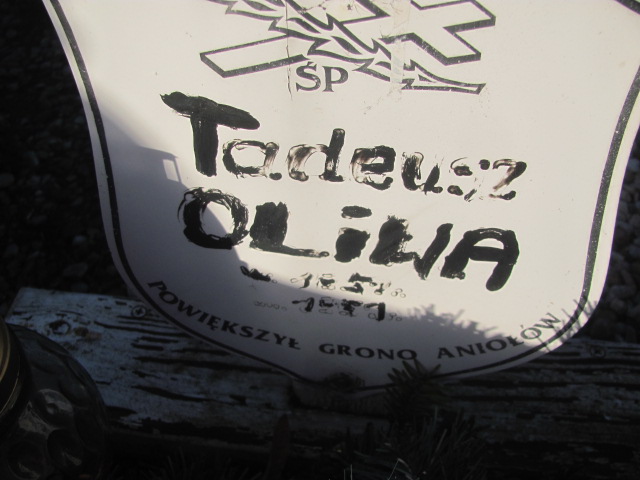 ŚP
Tadeusz
OLiWA
POWIĘKSZYŁ GRONO ANIOŁÓW